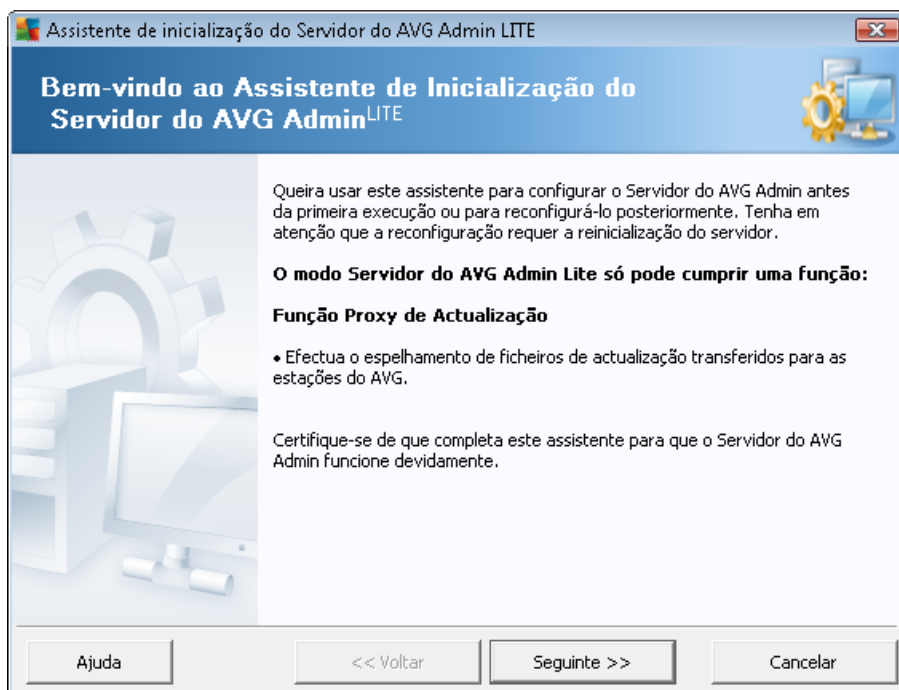 Assistente de inicialização do Servidor do AVG Admin LITE
Bem-vindo ao Assistente de Inicialização do
Servidor do AVG Admin LITE
Queira usar este assistente para configurar o Servidor do AVG Admin antes
da primeira execução ou para reconfigurá-lo posteriormente. Tenha em
atenção que a reconfiguração requer a reinicialização do servidor.
O modo Servidor do AVG Admin Lite só pode cumprir uma função:
Função Proxy de Actualização
• Efectua o espelhamento de ficheiros de actualização transferidos para as
estações do AVG.
Certifique-se de que completa este assistente para que o Servidor do AVG
Admin funcione devidamente.
Ajuda
<< Voltar
Seguinte >>
Cancelar